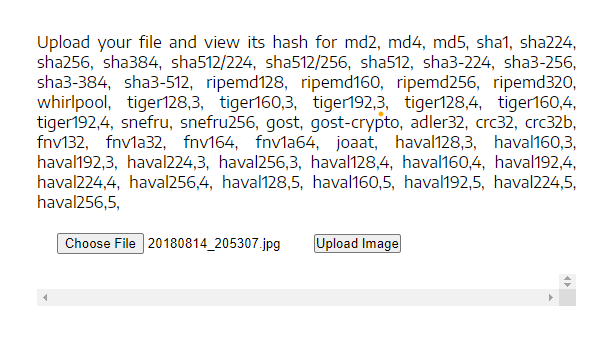 Upload your file and view its hash for md2, md4, md5, sha1, sha224,
sha256, sha384, sha512/224, sha512/256, sha512, sha3-224, sha3-256,
sha3-384, sha3-512, ripemd128, ripemd160, ripemd256, ripemd320,
whirlpool, tiger128,3, tiger160,3, tiger192,3, tiger128,4, tiger160,4,
tiger192,4, snefru, snefru256, gost, gost-crypto, adler32, crc32, crc32b,
fnv132, fnv1a32, fnv164, fnv1a64, joaat, haval128,3, haval160,3,
haval192,3, haval224,3, haval256,3, haval128,4, haval160,4, haval192,4,
haval224,4, haval256,4, haval128,5, haval160,5, haval192,5, haval224,5,
haval256,5,
Choose File 20180814_205307.jpg Upload Image